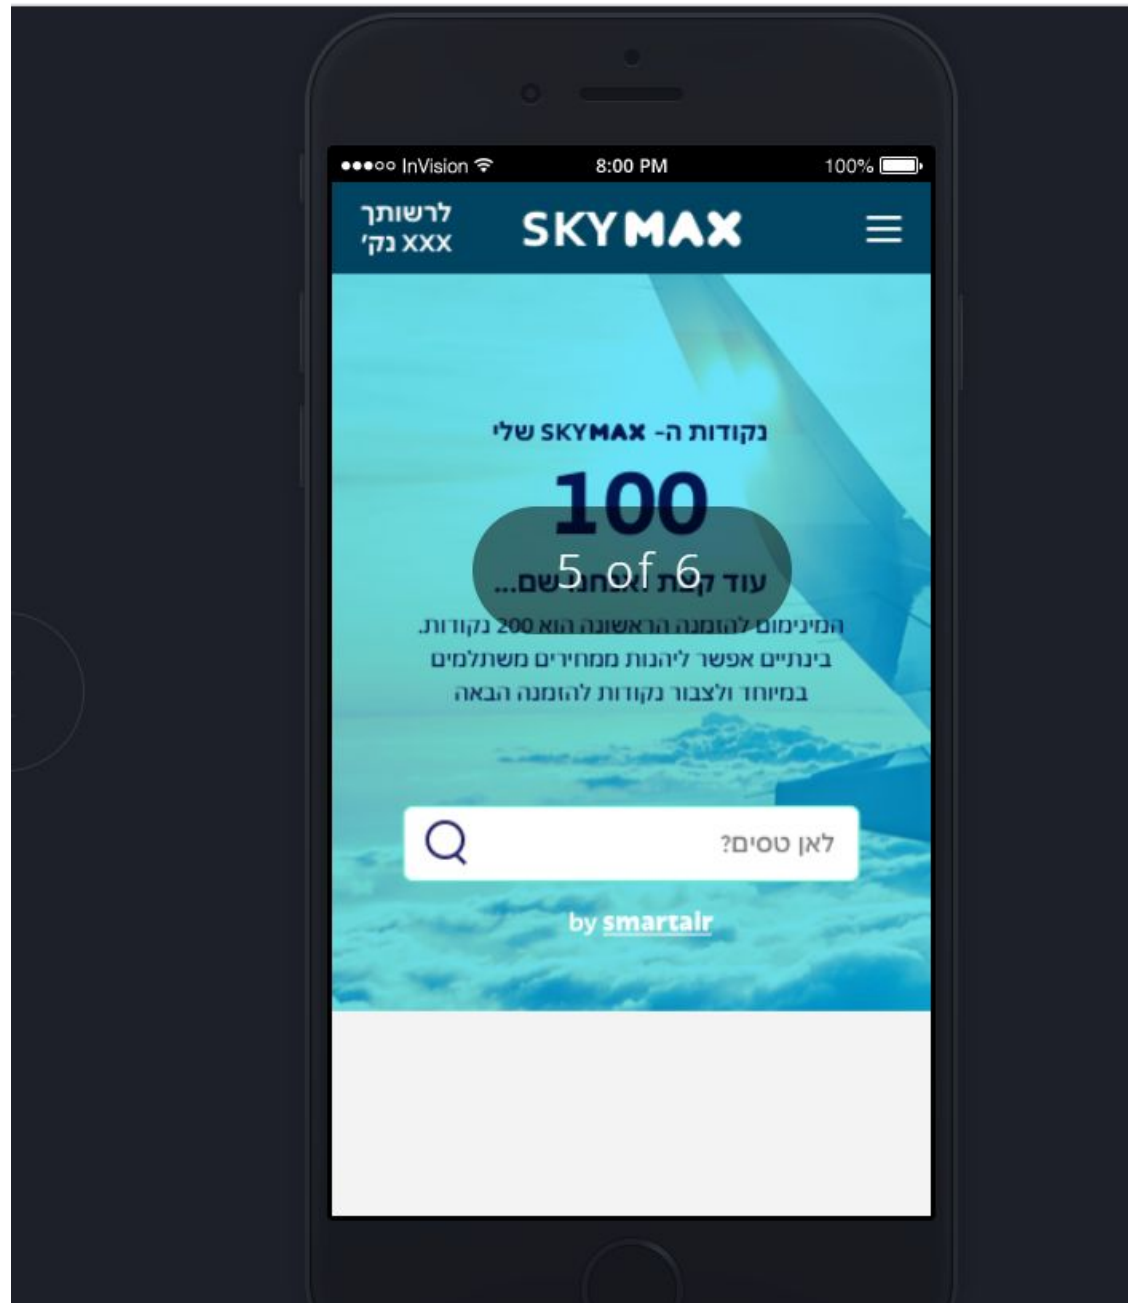 ●●●○○ InVision 8:00 PM 100%
לרשותך
XXX נק'
SKYMAX
נקודות ה- SKYMAX שלי
100
5 of 6
עוד קצת ואנחנו שם...
המינימום להזמנה הראשונה הוא 200 נקודות.
בינתיים אפשר ליהנות ממחירים משתלמים
במיוחד ולצבור נקודות להזמנה הבאה
לאן טסים?
by smartair